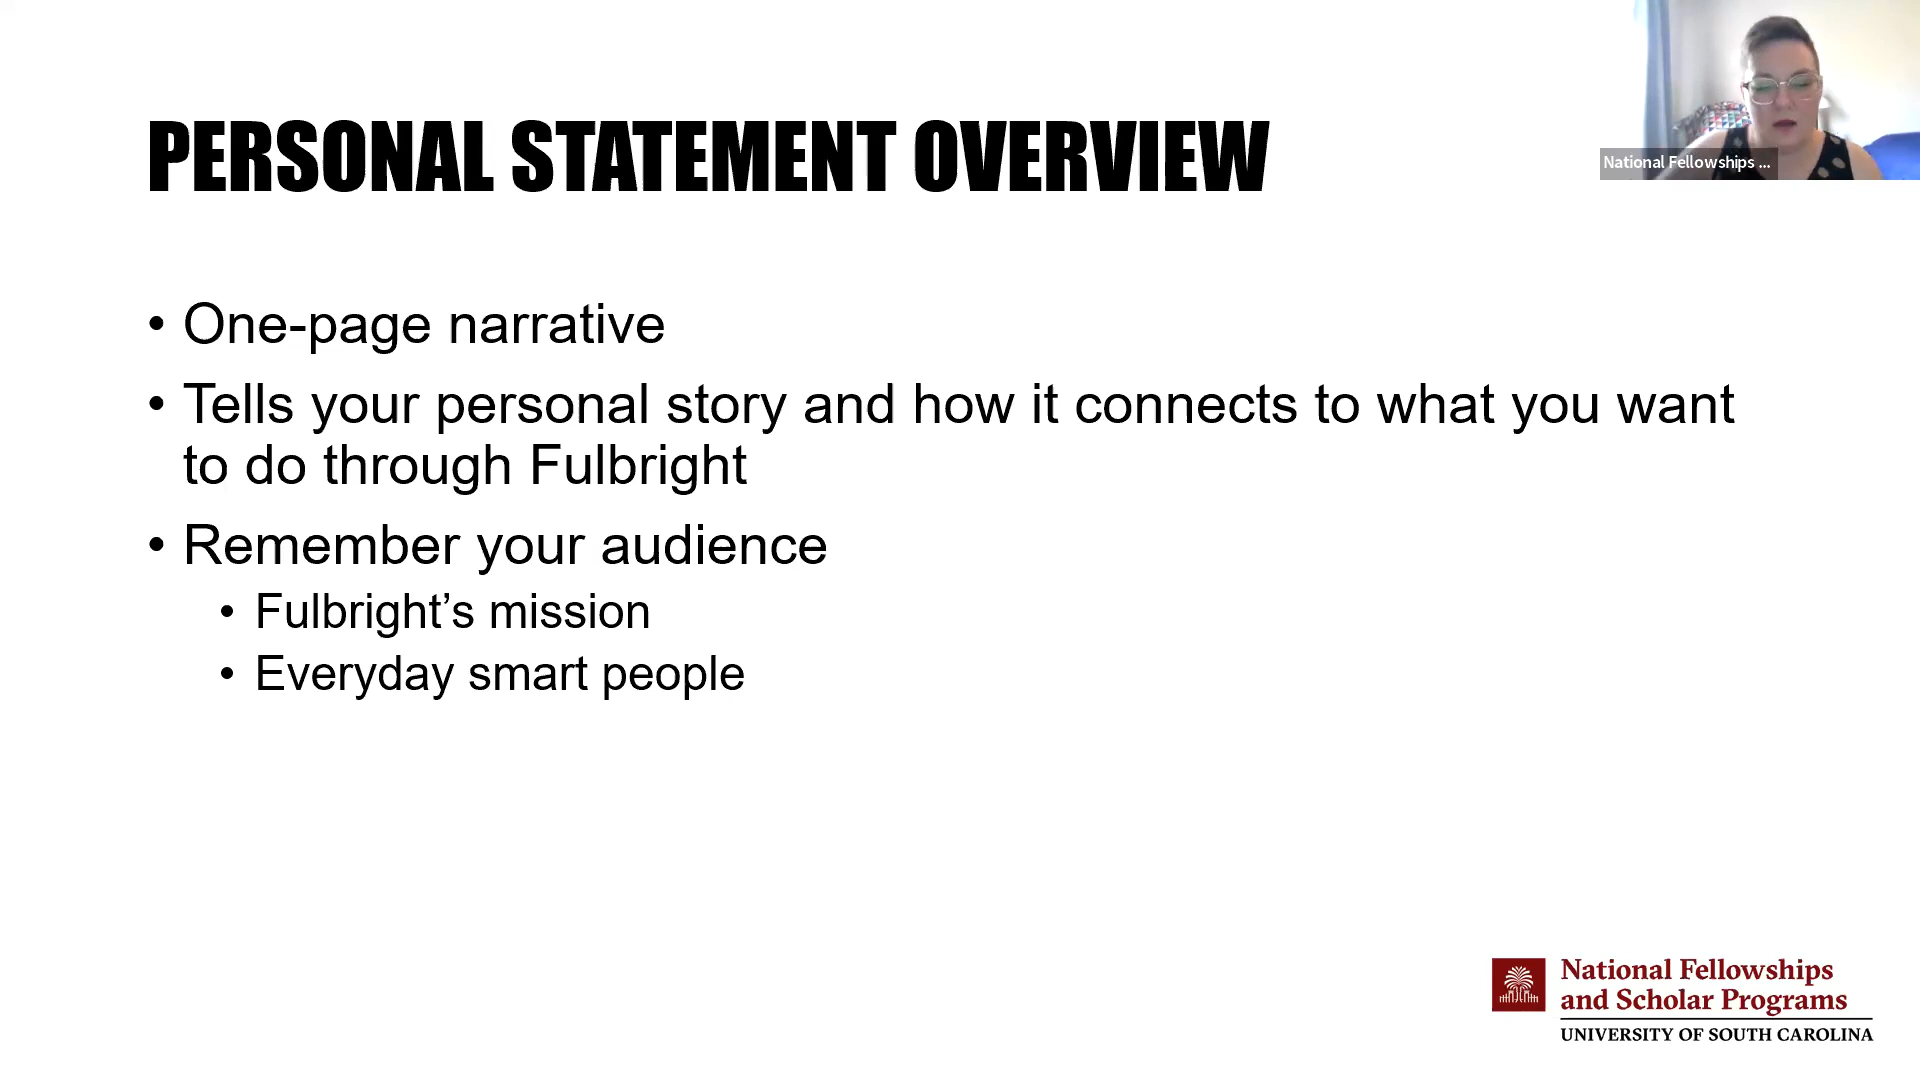 PERSONAL STATEMENT OVERVIEW
National Fellowships ...
• One-page narrative
• Tells your personal story and how it connects to what you want
to do through Fulbright
• Remember your audience
• Fulbright’s mission
• Everyday smart people
National Fellowships
and Scholar Programs
UNIVERSITY OF SOUTH CAROLINA